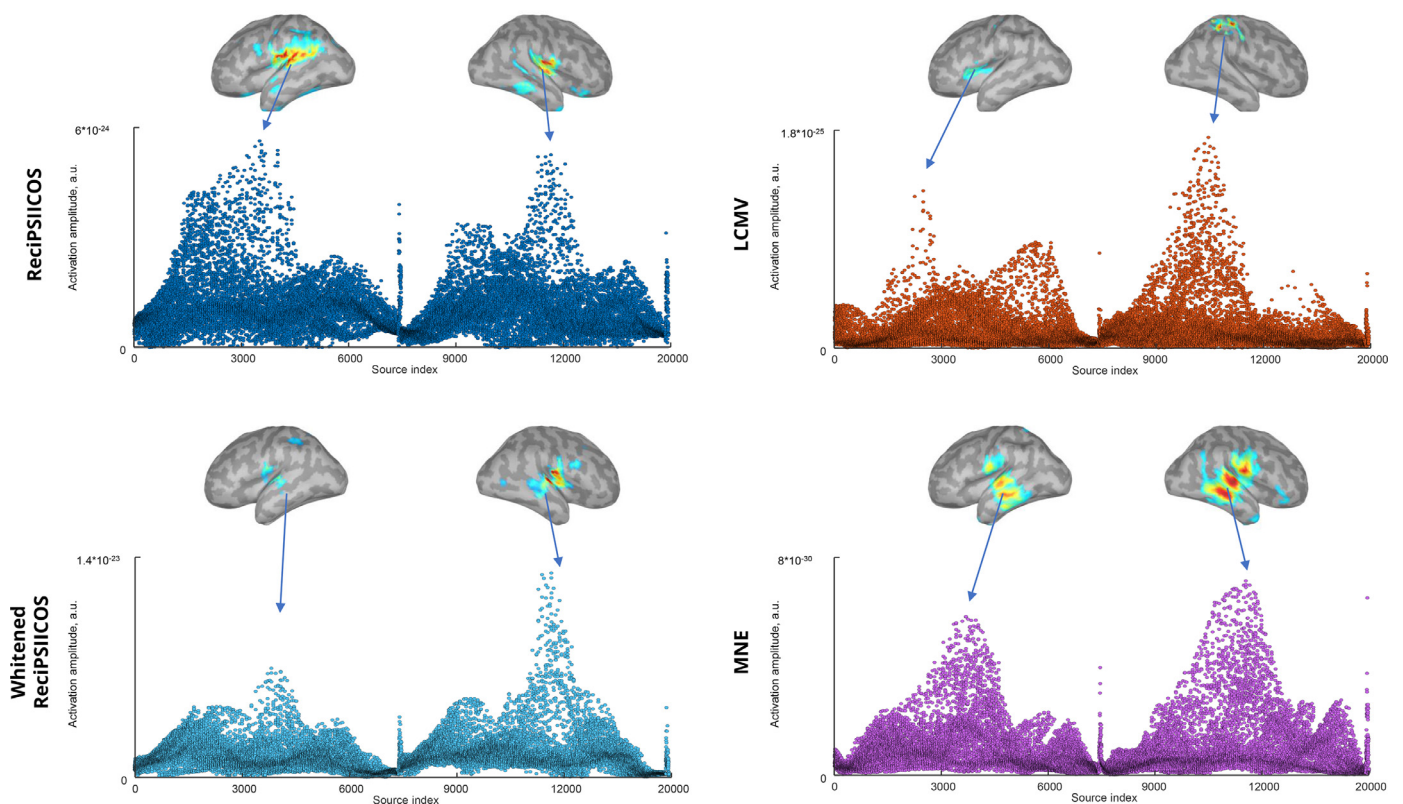 ReciPSIICOS
Activation amplitude, a.u.
6*10-24
0
0 3000 6000 9000 12000 20000
Source index
LCMV
Activation amplitude, a.u.
1.8*10-25
0
0 3000 6000 9000 12000 20000
Source index
Whitened
ReciPSIICOS
Activation amplitude, a.u.
1.4*10-23
0
0 3000 6000 9000 12000 20000
Source index
MNE
Activation amplitude, a.u.
8*10-30
0
0 3000 6000 9000 12000 20000
Source index